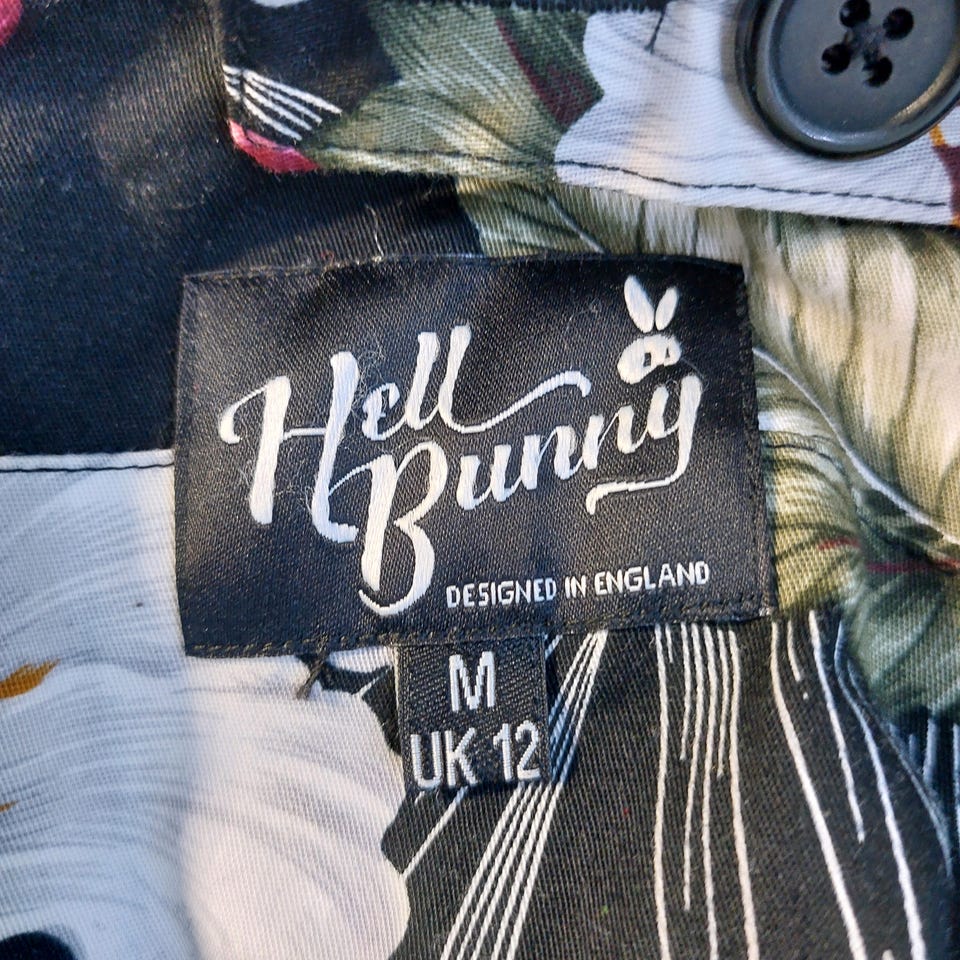 Hell
Bunny
DESIGNED IN ENGLAND
M
UK 12